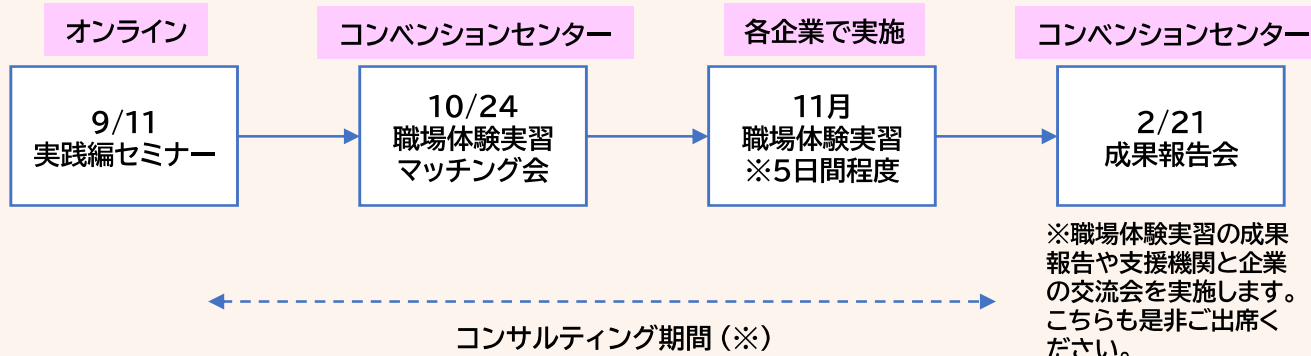 オンライン
コンベンションセンター
各企業で実施
コンベンションセンター
9/11
実践編セミナー
10/24
職場体験実習
マッチング会
11月
職場体験実習
※5日間程度
2/21
成果報告会
※職場体験実習の成果
報告や支援機関と企業
の交流会を実施します。
こちらも是非ご出席く
ださい。
コンサルティング期間（※）